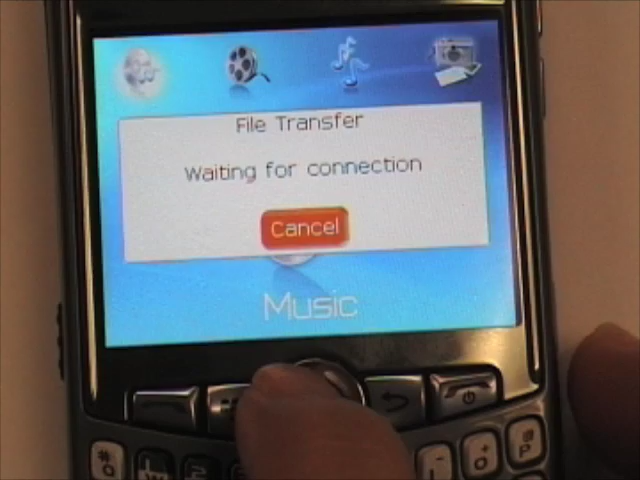 File Transfer
Waiting for connection
Cancel
Music
# Q
W
+ O
@ P